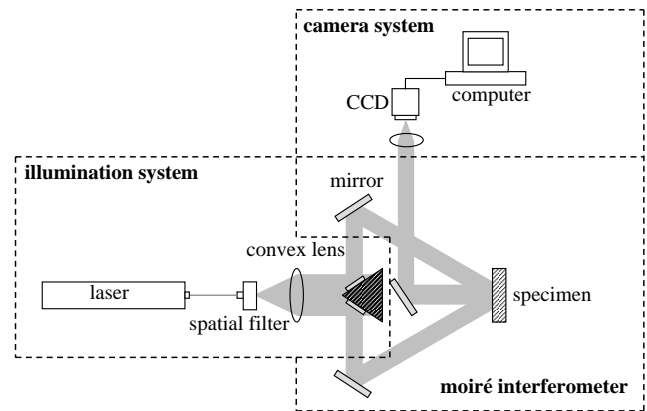 camera system
CCD
computer
illumination system
mirror
convex lens
laser
spatial filter
specimen
moiré interferometer